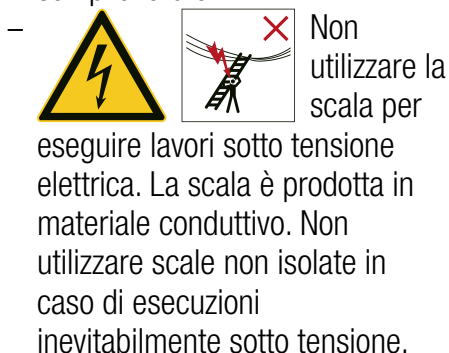 – Non
utilizzare la
scala per
eseguire lavori sotto tensione
elettrica. La scala è prodotta in
materiale conduttivo. Non
utilizzare scale non isolate in
caso di esecuzioni
inevitabilmente sotto tensione.